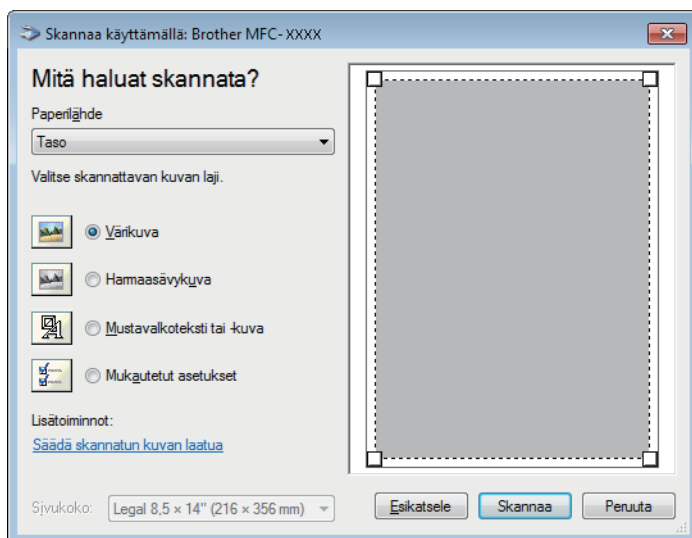 Skannaa käyttämällä: Brother MFC-XXXX
Mitä haluat skannata?
Paperilähde
Taso
Valitse skannattavan kuvan laji.
Värikuva
Harmaasävykuva
Mustavalkoteksti tai -kuva
Mukautetut asetukset
Lisätoiminnot:
Säädä skannatun kuvan laatua
Sivukoko: Legal 8,5 × 14" (216 × 356 mm)
Esikatsele Skannaa Peruuta